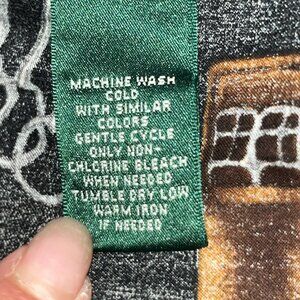 MACHINE WASH
COLD
WITH SIMILAR
COLORS
GENTLE CYCLE
ONLY NON-
CHLORINE BLEACH
WHEN NEEDED
TUMBLE DRY LOW
WARM IRON
IF NEEDED